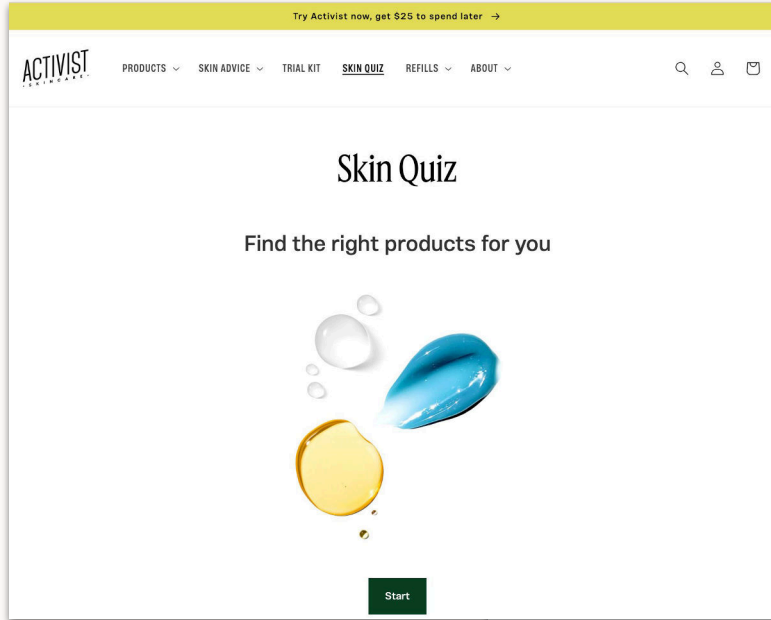 Try Activist now, get $25 to spend later →
ACTIVIST
·SKINCARE·
PRODUCTS SKIN ADVICE TRIAL KIT SKIN QUIZ REFILLS ABOUT
Skin Quiz
Find the right products for you
Start